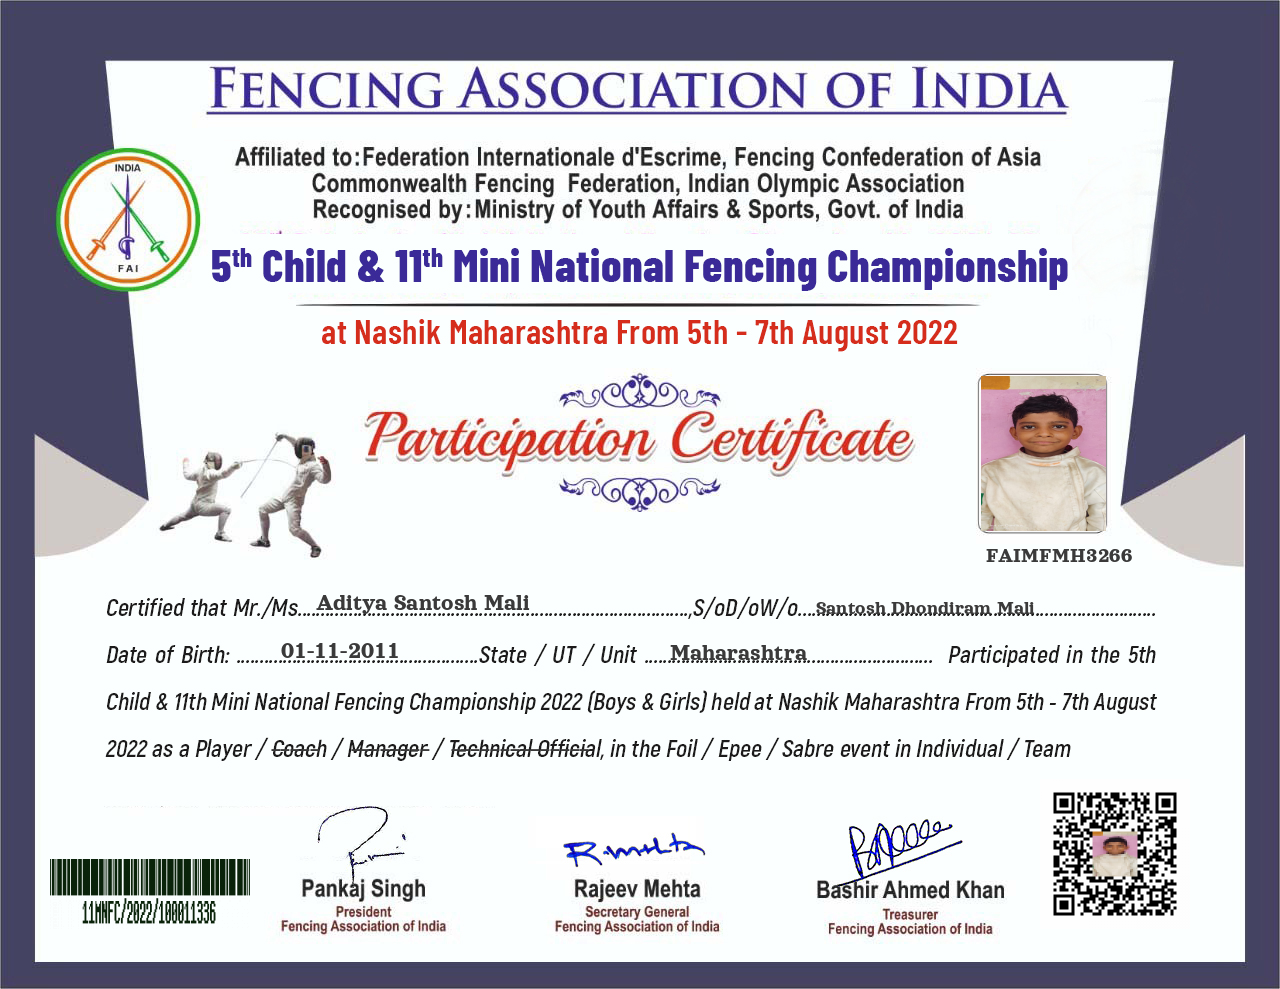 FENCING ASSOCIATION OF INDIA
Affiliated to:Federation Internationale d'Escrime, Fencing Confederation of Asia
Commonwealth Fencing Federation, Indian Olympic Association
Recognised by:Ministry of Youth Affairs & Sports, Govt. of India
INDIA
FAI
5th Child & 11th Mini National Fencing Championship
at Nashik Maharashtra From 5th - 7th August 2022
Participation Certificate
FAIMFMH3266
Certified that Mr./Ms....Aditya Santosh Mali....,S/oD/oW/o....Santosh Dhondiram Mali....
Date of Birth: ....01-11-2011....State / UT / Unit ....Maharashtra.... Participated in the 5th
Child & 11th Mini National Fencing Championship 2022 (Boys & Girls) held at Nashik Maharashtra From 5th - 7th August
2022 as a Player / Coach / Manager / Technical Official, in the Foil / Epee / Sabre event in Individual / Team
R.Mehta
Pankaj Singh
President
Fencing Association of India
Rajeev Mehta
Secretary General
Fencing Association of India
Bashir Ahmed Khan
Treasurer
Fencing Association of India
11MNFC/2022/100011336